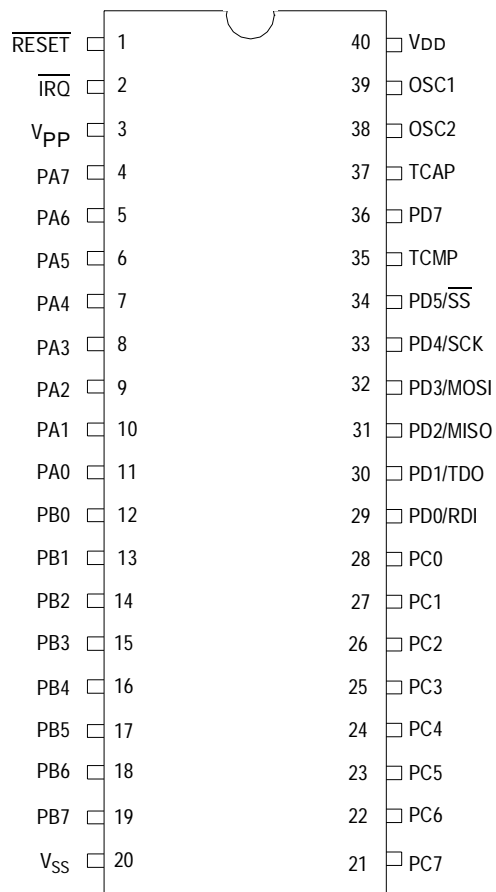 R̅E̅S̅E̅T̅ 1 40 VDD
I̅R̅Q̅ 2 39 OSC1
VPP 3 38 OSC2
PA7 4 37 TCAP
PA6 5 36 PD7
PA5 6 35 TCMP
PA4 7 34 PD5/S̅S̅
PA3 8 33 PD4/SCK
PA2 9 32 PD3/MOSI
PA1 10 31 PD2/MISO
PA0 11 30 PD1/TDO
PB0 12 29 PD0/RDI
PB1 13 28 PC0
PB2 14 27 PC1
PB3 15 26 PC2
PB4 16 25 PC3
PB5 17 24 PC4
PB6 18 23 PC5
PB7 19 22 PC6
VSS 20 21 PC7